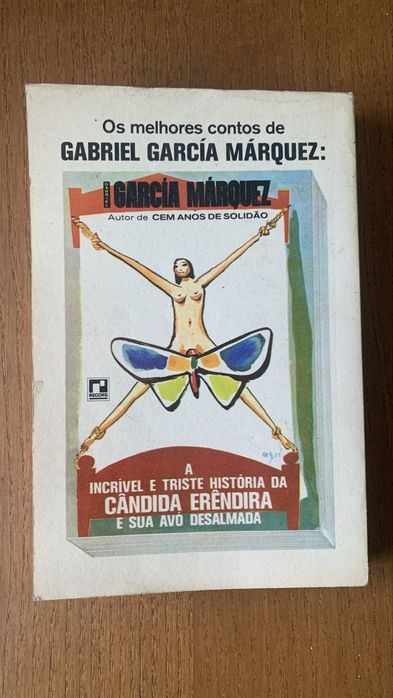 Os melhores contos de
GABRIEL GARCÍA MÁRQUEZ:
GABRIEL GARCÍA MÁRQUEZ
Autor de CEM ANOS DE SOLIDÃO
RECORD
A
INCRÍVEL E TRISTE HISTÓRIA DA
CÂNDIDA ERÊNDIRA
E SUA AVÓ DESALMADA